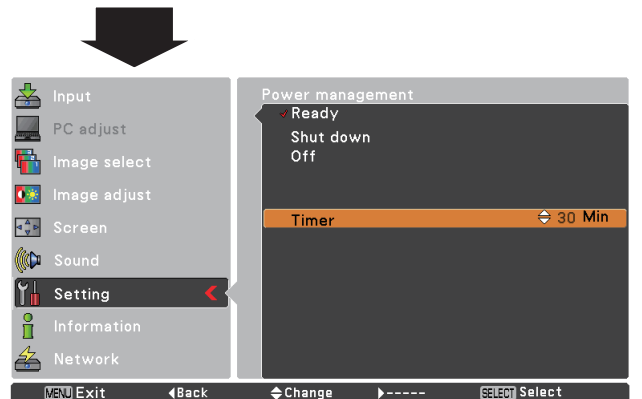 Input
PC adjust
Image select
Image adjust
Screen
Sound
Setting
Information
Network
Power management
Ready
Shut down
Off
Timer 30 Min
MENU Exit Back Change ----- SELECT Select